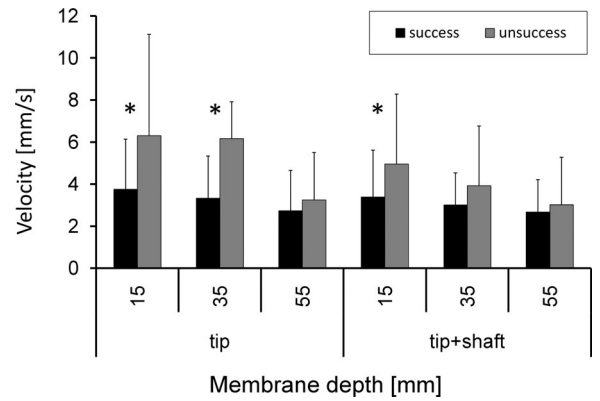 12
10
8
6
4
2
0
Velocity [mm/s]
success unsuccess
* * *
15 35 55 15 35 55
tip tip+shaft
Membrane depth [mm]